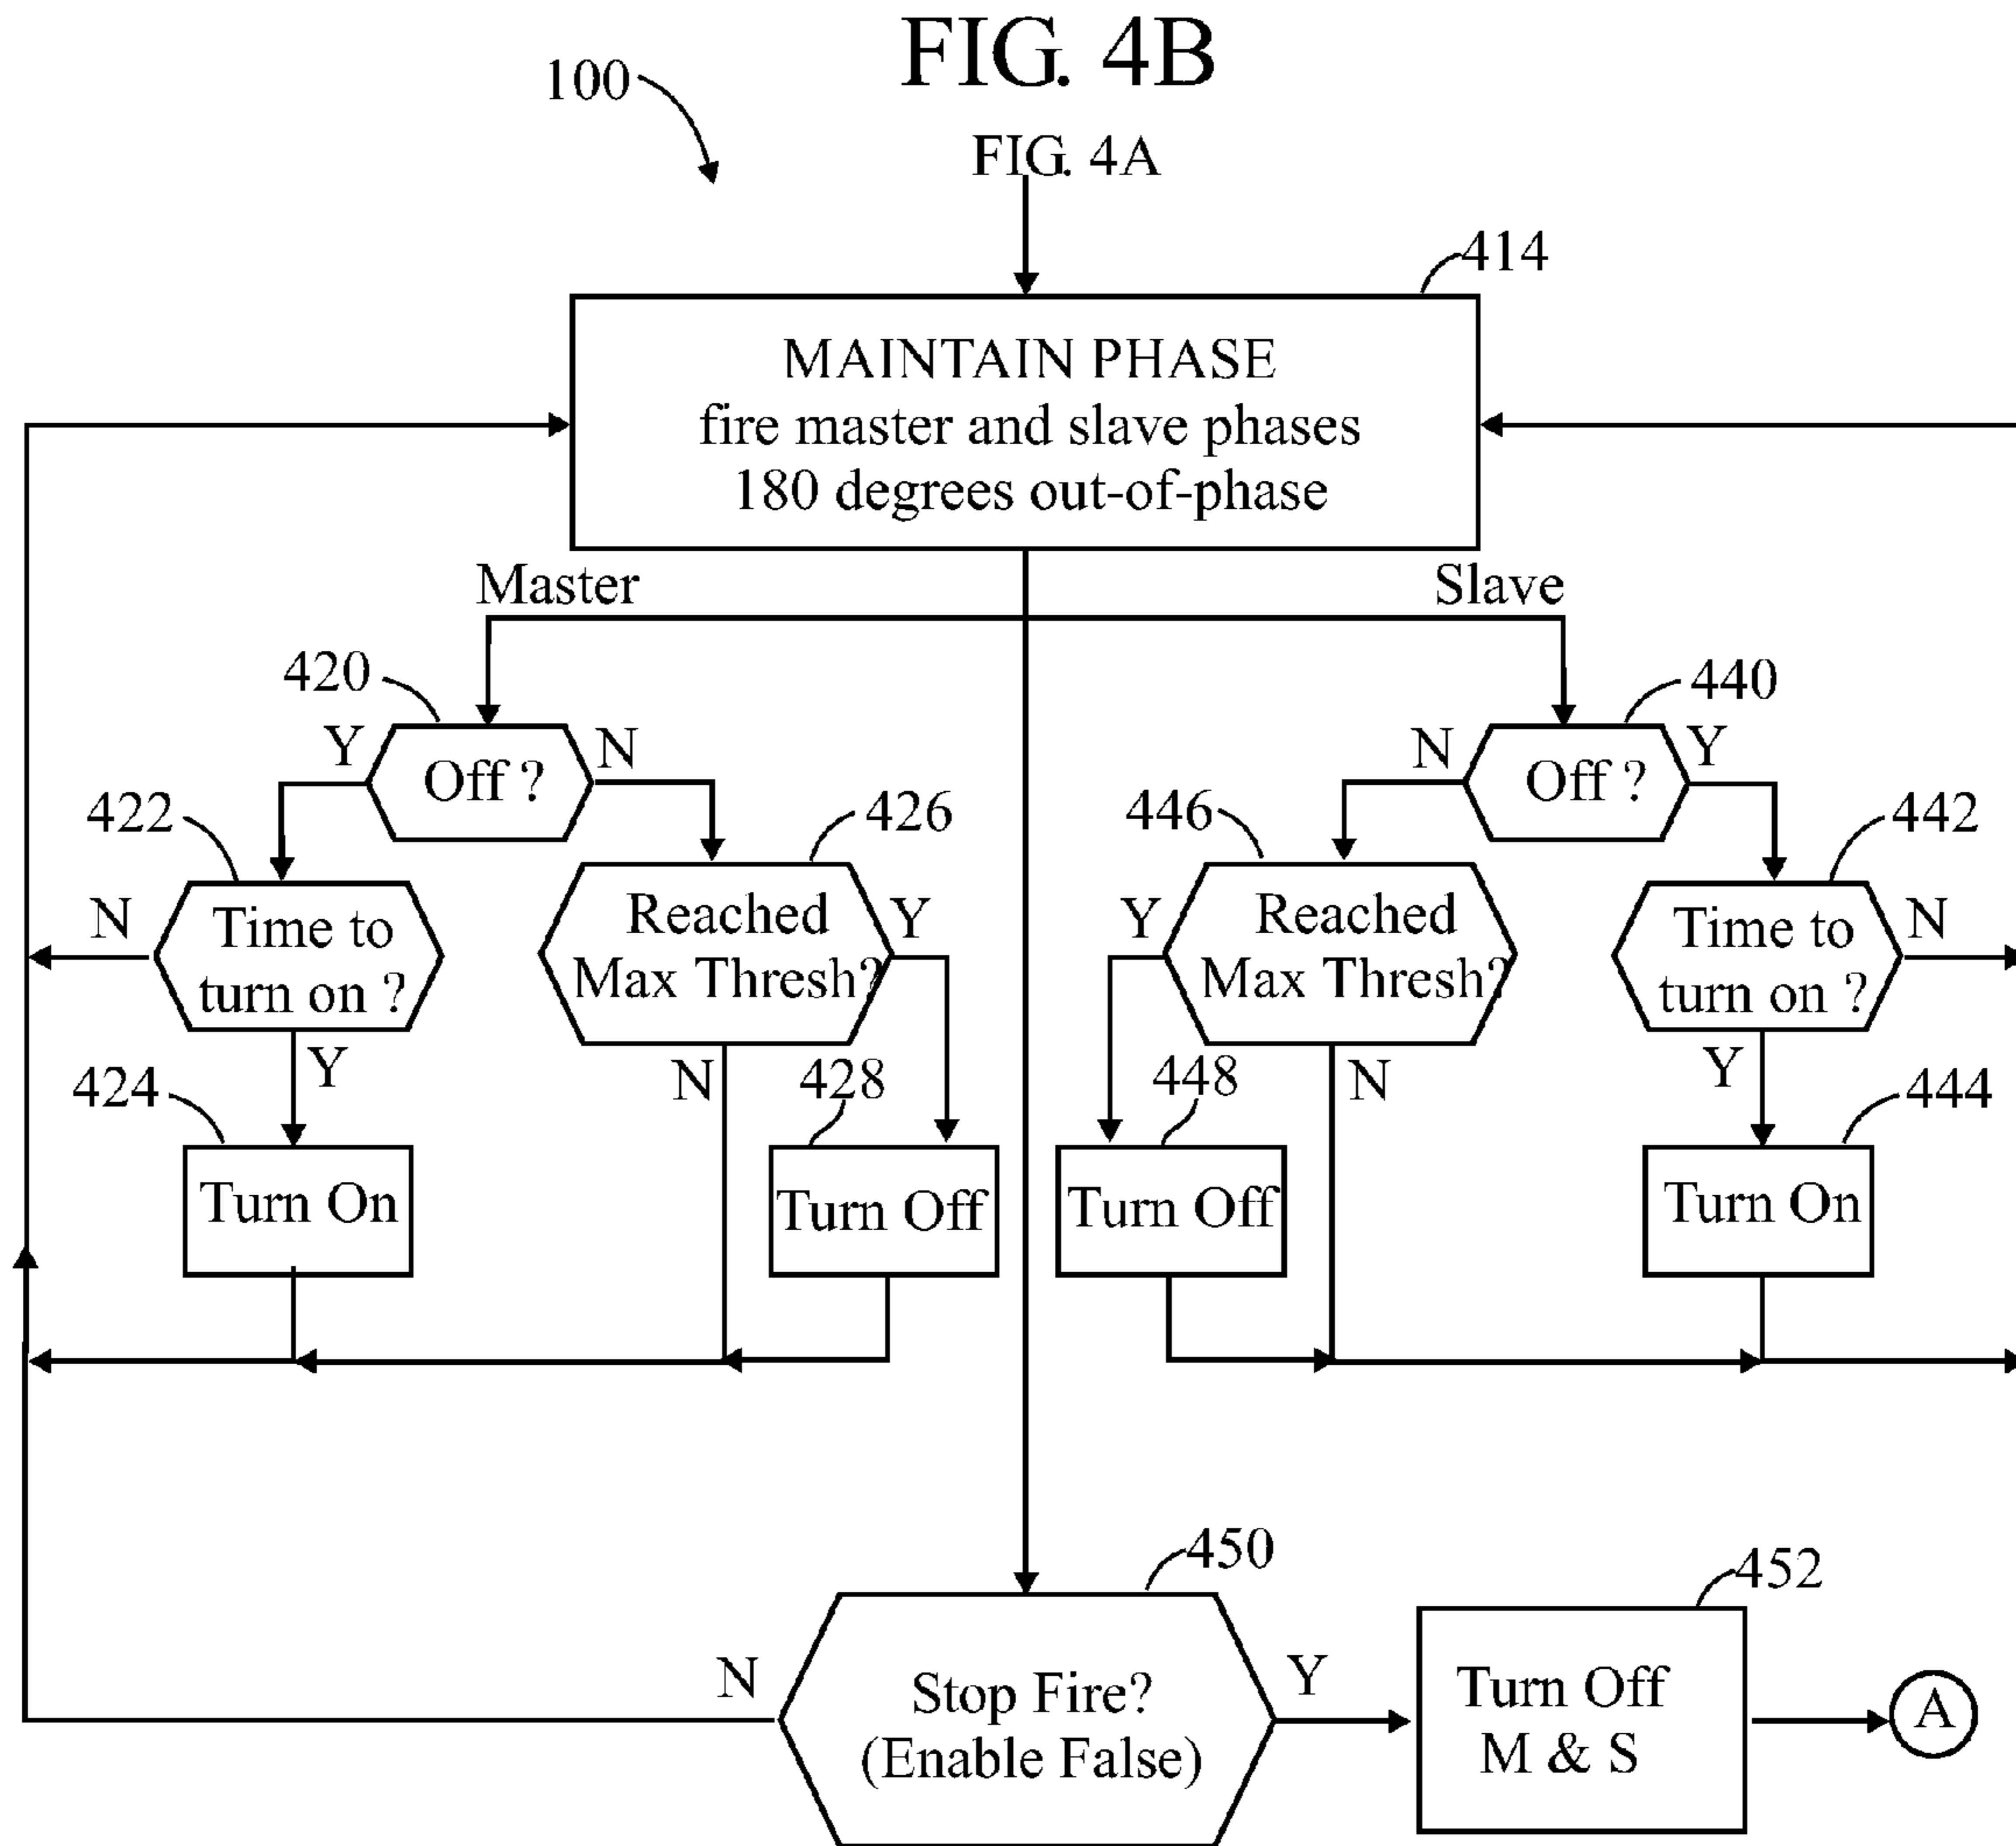 FIG. 4B
100
FIG. 4A
414
MAINTAIN PHASE
fire master and slave phases
180 degrees out-of-phase
Master
Slave
420
440
Y
Off ?
N
N
Off ?
Y
422
426
446
442
N
Time to
turn on ?
Reached
Max Thresh?
Y
Y
Reached
Max Thresh?
Time to
turn on ?
N
Y
N
N
Y
424
428
448
444
Turn On
Turn Off
Turn Off
Turn On
450
452
N
Stop Fire?
(Enable False)
Y
Turn Off
M & S
A